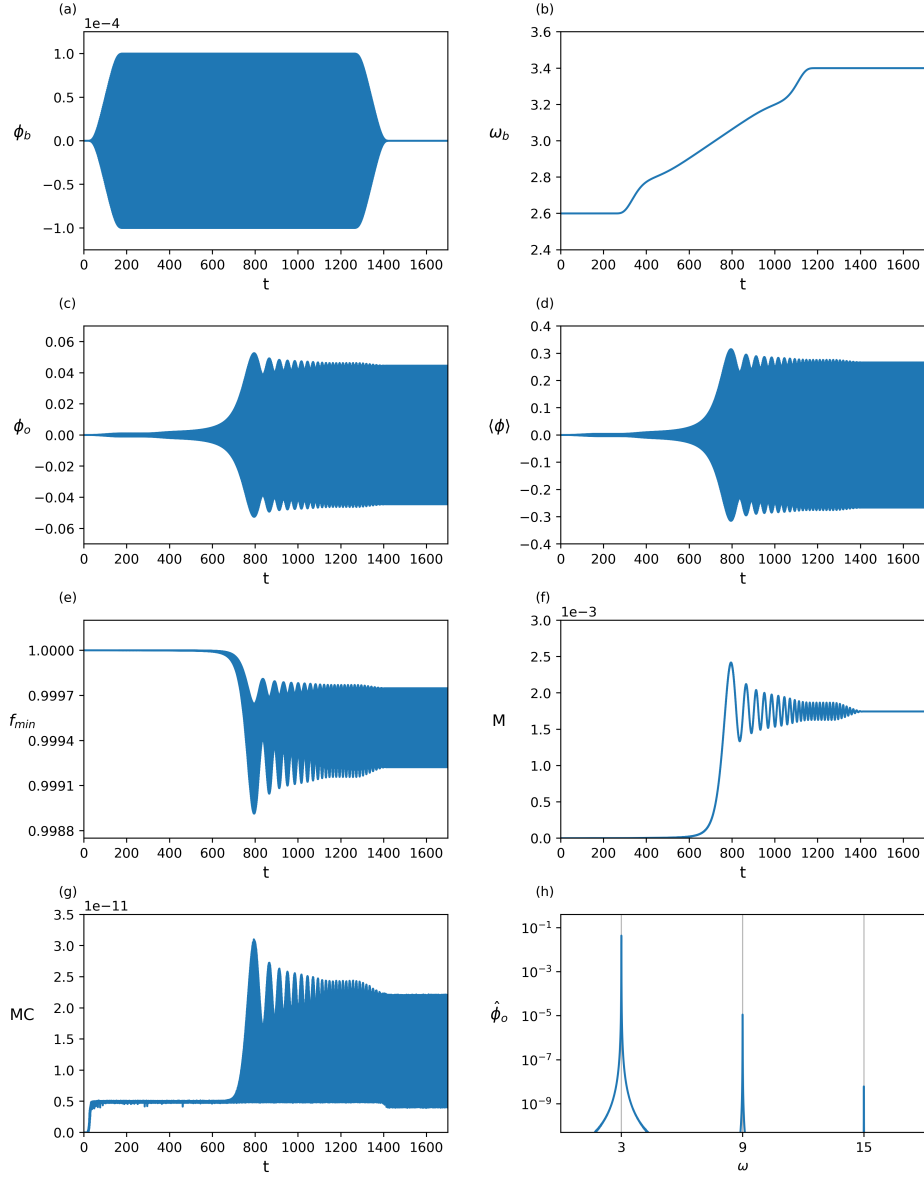 (a)
1e−4
1.0
0.5
0.0
−0.5
−1.0
ϕ_b
0 200 400 600 800 1000 1200 1400 1600
t
(b)
3.6
3.4
3.2
3.0
2.8
2.6
2.4
ω_b
0 200 400 600 800 1000 1200 1400 1600
t
(c)
0.06
0.04
0.02
0.00
−0.02
−0.04
−0.06
ϕ_o
0 200 400 600 800 1000 1200 1400 1600
t
(d)
0.4
0.3
0.2
0.1
0.0
−0.1
−0.2
−0.3
−0.4
⟨ϕ⟩
0 200 400 600 800 1000 1200 1400 1600
t
(e)
1.0000
0.9997
0.9994
0.9991
0.9988
f_min
0 200 400 600 800 1000 1200 1400 1600
t
(f)
1e−3
3.0
2.5
2.0
1.5
1.0
0.5
0.0
M
0 200 400 600 800 1000 1200 1400 1600
t
(g)
1e−11
3.5
3.0
2.5
2.0
1.5
1.0
0.5
0.0
MC
0 200 400 600 800 1000 1200 1400 1600
t
(h)
10⁻¹
10⁻³
10⁻⁵
10⁻⁷
10⁻⁹
ϕ̂_o
3 9 15
ω